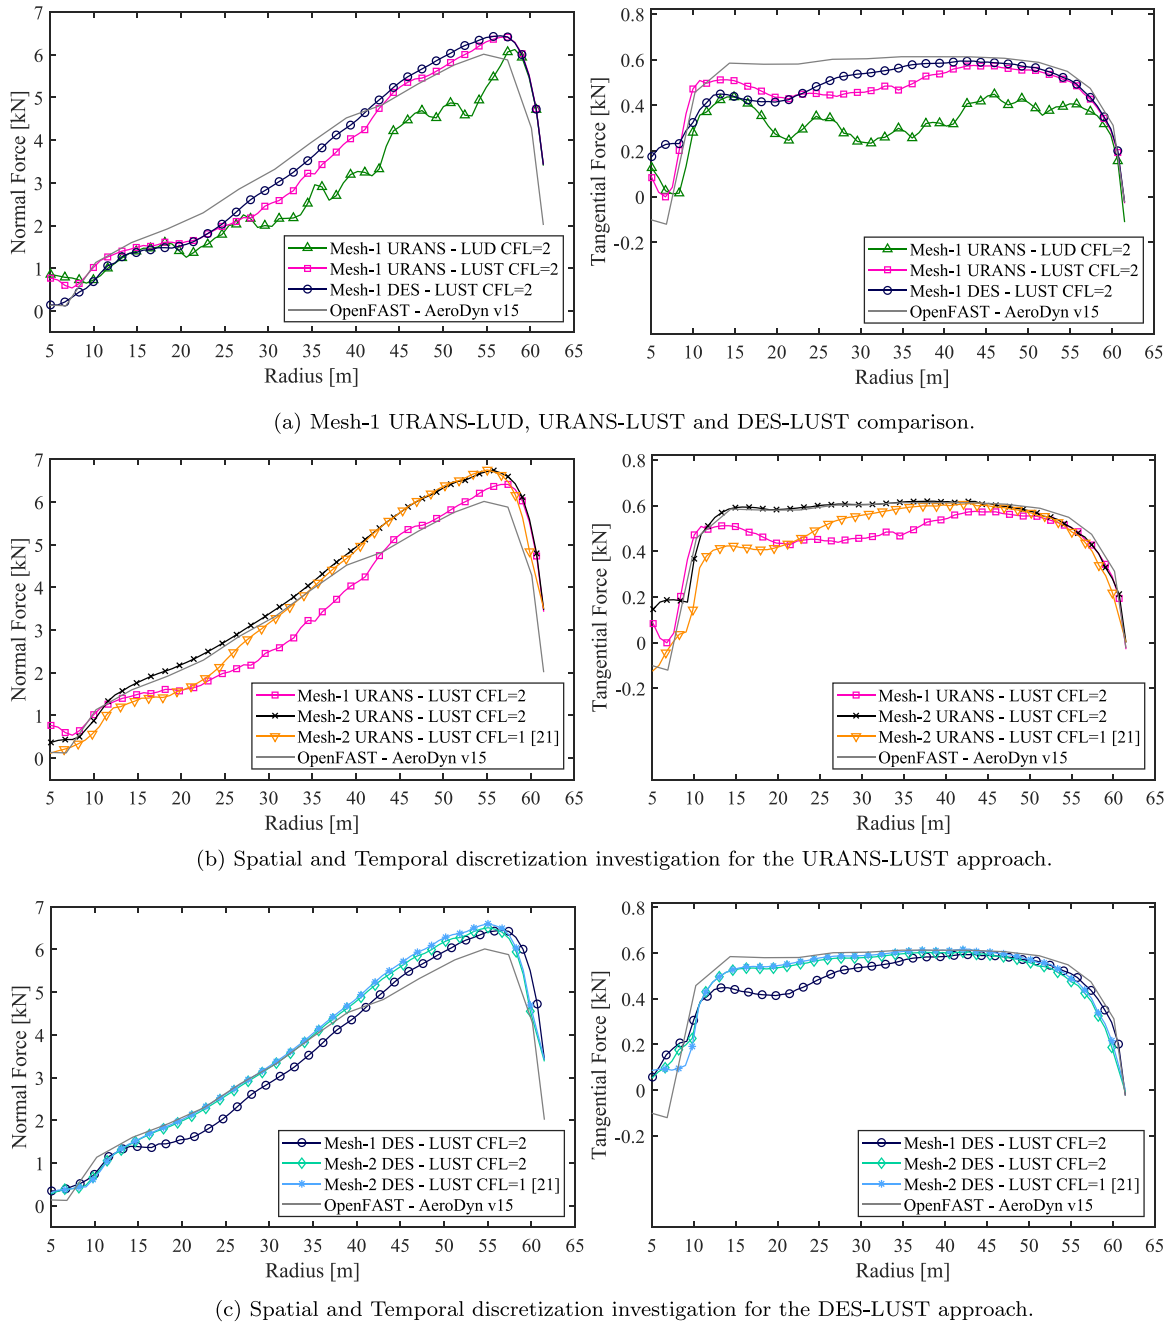 7
6
5
4
3
2
1
0
Normal Force [kN]
5 10 15 20 25 30 35 40 45 50 55 60 65
Radius [m]
Mesh-1 URANS - LUD CFL=2
Mesh-1 URANS - LUST CFL=2
Mesh-1 DES - LUST CFL=2
OpenFAST - AeroDyn v15
0.8
0.6
0.4
0.2
0
-0.2
Tangential Force [kN]
5 10 15 20 25 30 35 40 45 50 55 60 65
Radius [m]
Mesh-1 URANS - LUD CFL=2
Mesh-1 URANS - LUST CFL=2
Mesh-1 DES - LUST CFL=2
OpenFAST - AeroDyn v15
(a) Mesh-1 URANS-LUD, URANS-LUST and DES-LUST comparison.
7
6
5
4
3
2
1
0
Normal Force [kN]
5 10 15 20 25 30 35 40 45 50 55 60 65
Radius [m]
Mesh-1 URANS - LUST CFL=2
Mesh-2 URANS - LUST CFL=2
Mesh-2 URANS - LUST CFL=1 [21]
OpenFAST - AeroDyn v15
0.8
0.6
0.4
0.2
0
-0.2
Tangential Force [kN]
5 10 15 20 25 30 35 40 45 50 55 60 65
Radius [m]
Mesh-1 URANS - LUST CFL=2
Mesh-2 URANS - LUST CFL=2
Mesh-2 URANS - LUST CFL=1 [21]
OpenFAST - AeroDyn v15
(b) Spatial and Temporal discretization investigation for the URANS-LUST approach.
7
6
5
4
3
2
1
0
Normal Force [kN]
5 10 15 20 25 30 35 40 45 50 55 60 65
Radius [m]
Mesh-1 DES - LUST CFL=2
Mesh-2 DES - LUST CFL=2
Mesh-2 DES - LUST CFL=1 [21]
OpenFAST - AeroDyn v15
0.8
0.6
0.4
0.2
0
-0.2
Tangential Force [kN]
5 10 15 20 25 30 35 40 45 50 55 60 65
Radius [m]
Mesh-1 DES - LUST CFL=2
Mesh-2 DES - LUST CFL=2
Mesh-2 DES - LUST CFL=1 [21]
OpenFAST - AeroDyn v15
(c) Spatial and Temporal discretization investigation for the DES-LUST approach.